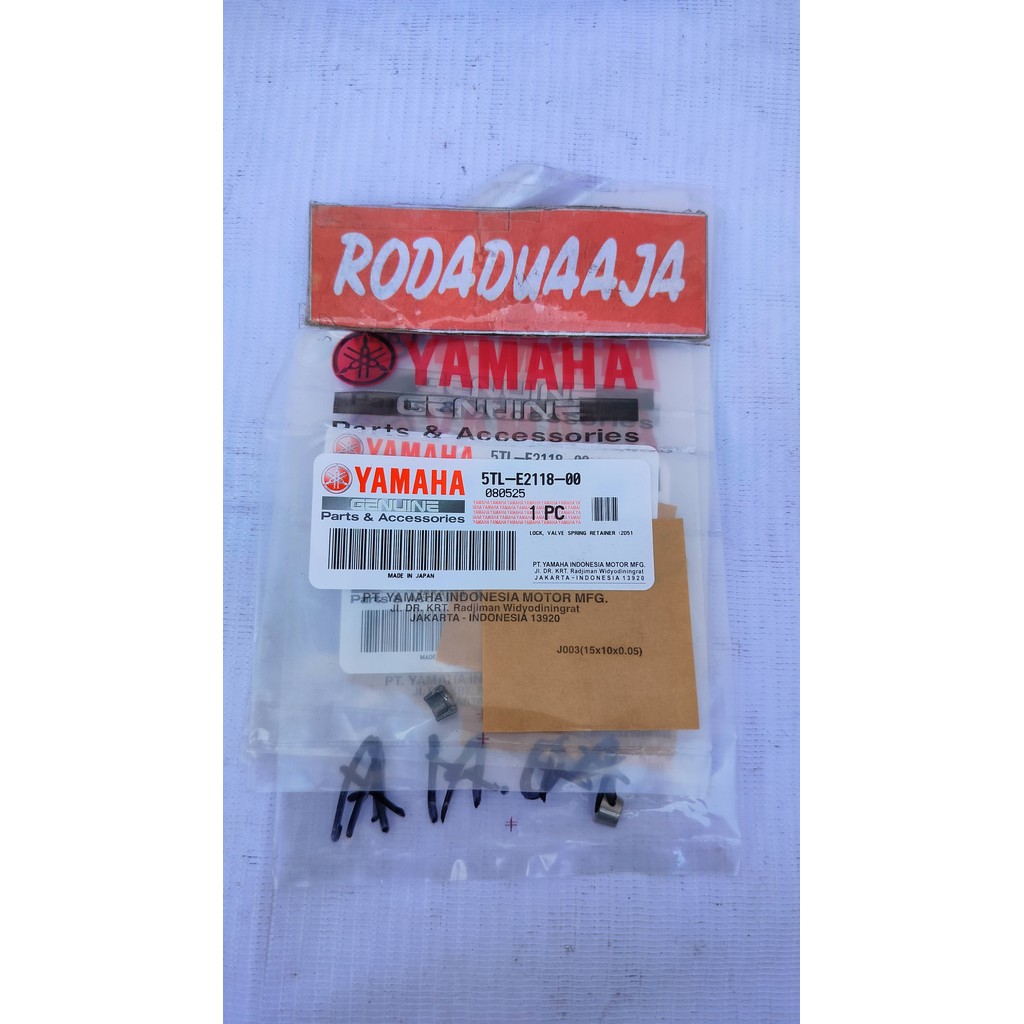 RODADUAAJA
YAMAHA
GENUINE
Parts & Accessories
YAMAHA 5TL-E2118-00
080525
GENUINE
1 PC
Parts & Accessories
LOCK, VALVE SPRING RETAINER (2D51
MADE IN JAPAN
PT. YAMAHA INDONESIA MOTOR MFG.
Jl. DR. KRT. Radjiman Widyodiningrat
JAKARTA - INDONESIA 13920
PT. YAMAHA INDONESIA MOTOR MFG.
Jl. DR. KRT. Radjiman Widyodiningrat
JAKARTA - INDONESIA 13920
J003(15x10x0.05)